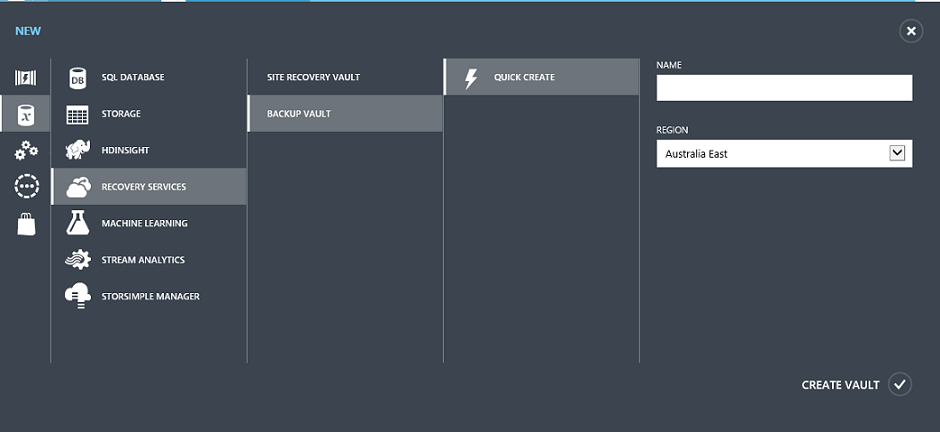 NEW
DB
SQL DATABASE
STORAGE
HDINSIGHT
RECOVERY SERVICES
MACHINE LEARNING
STREAM ANALYTICS
STORSIMPLE MANAGER
SITE RECOVERY VAULT
BACKUP VAULT
QUICK CREATE
NAME
REGION
Australia East
CREATE VAULT